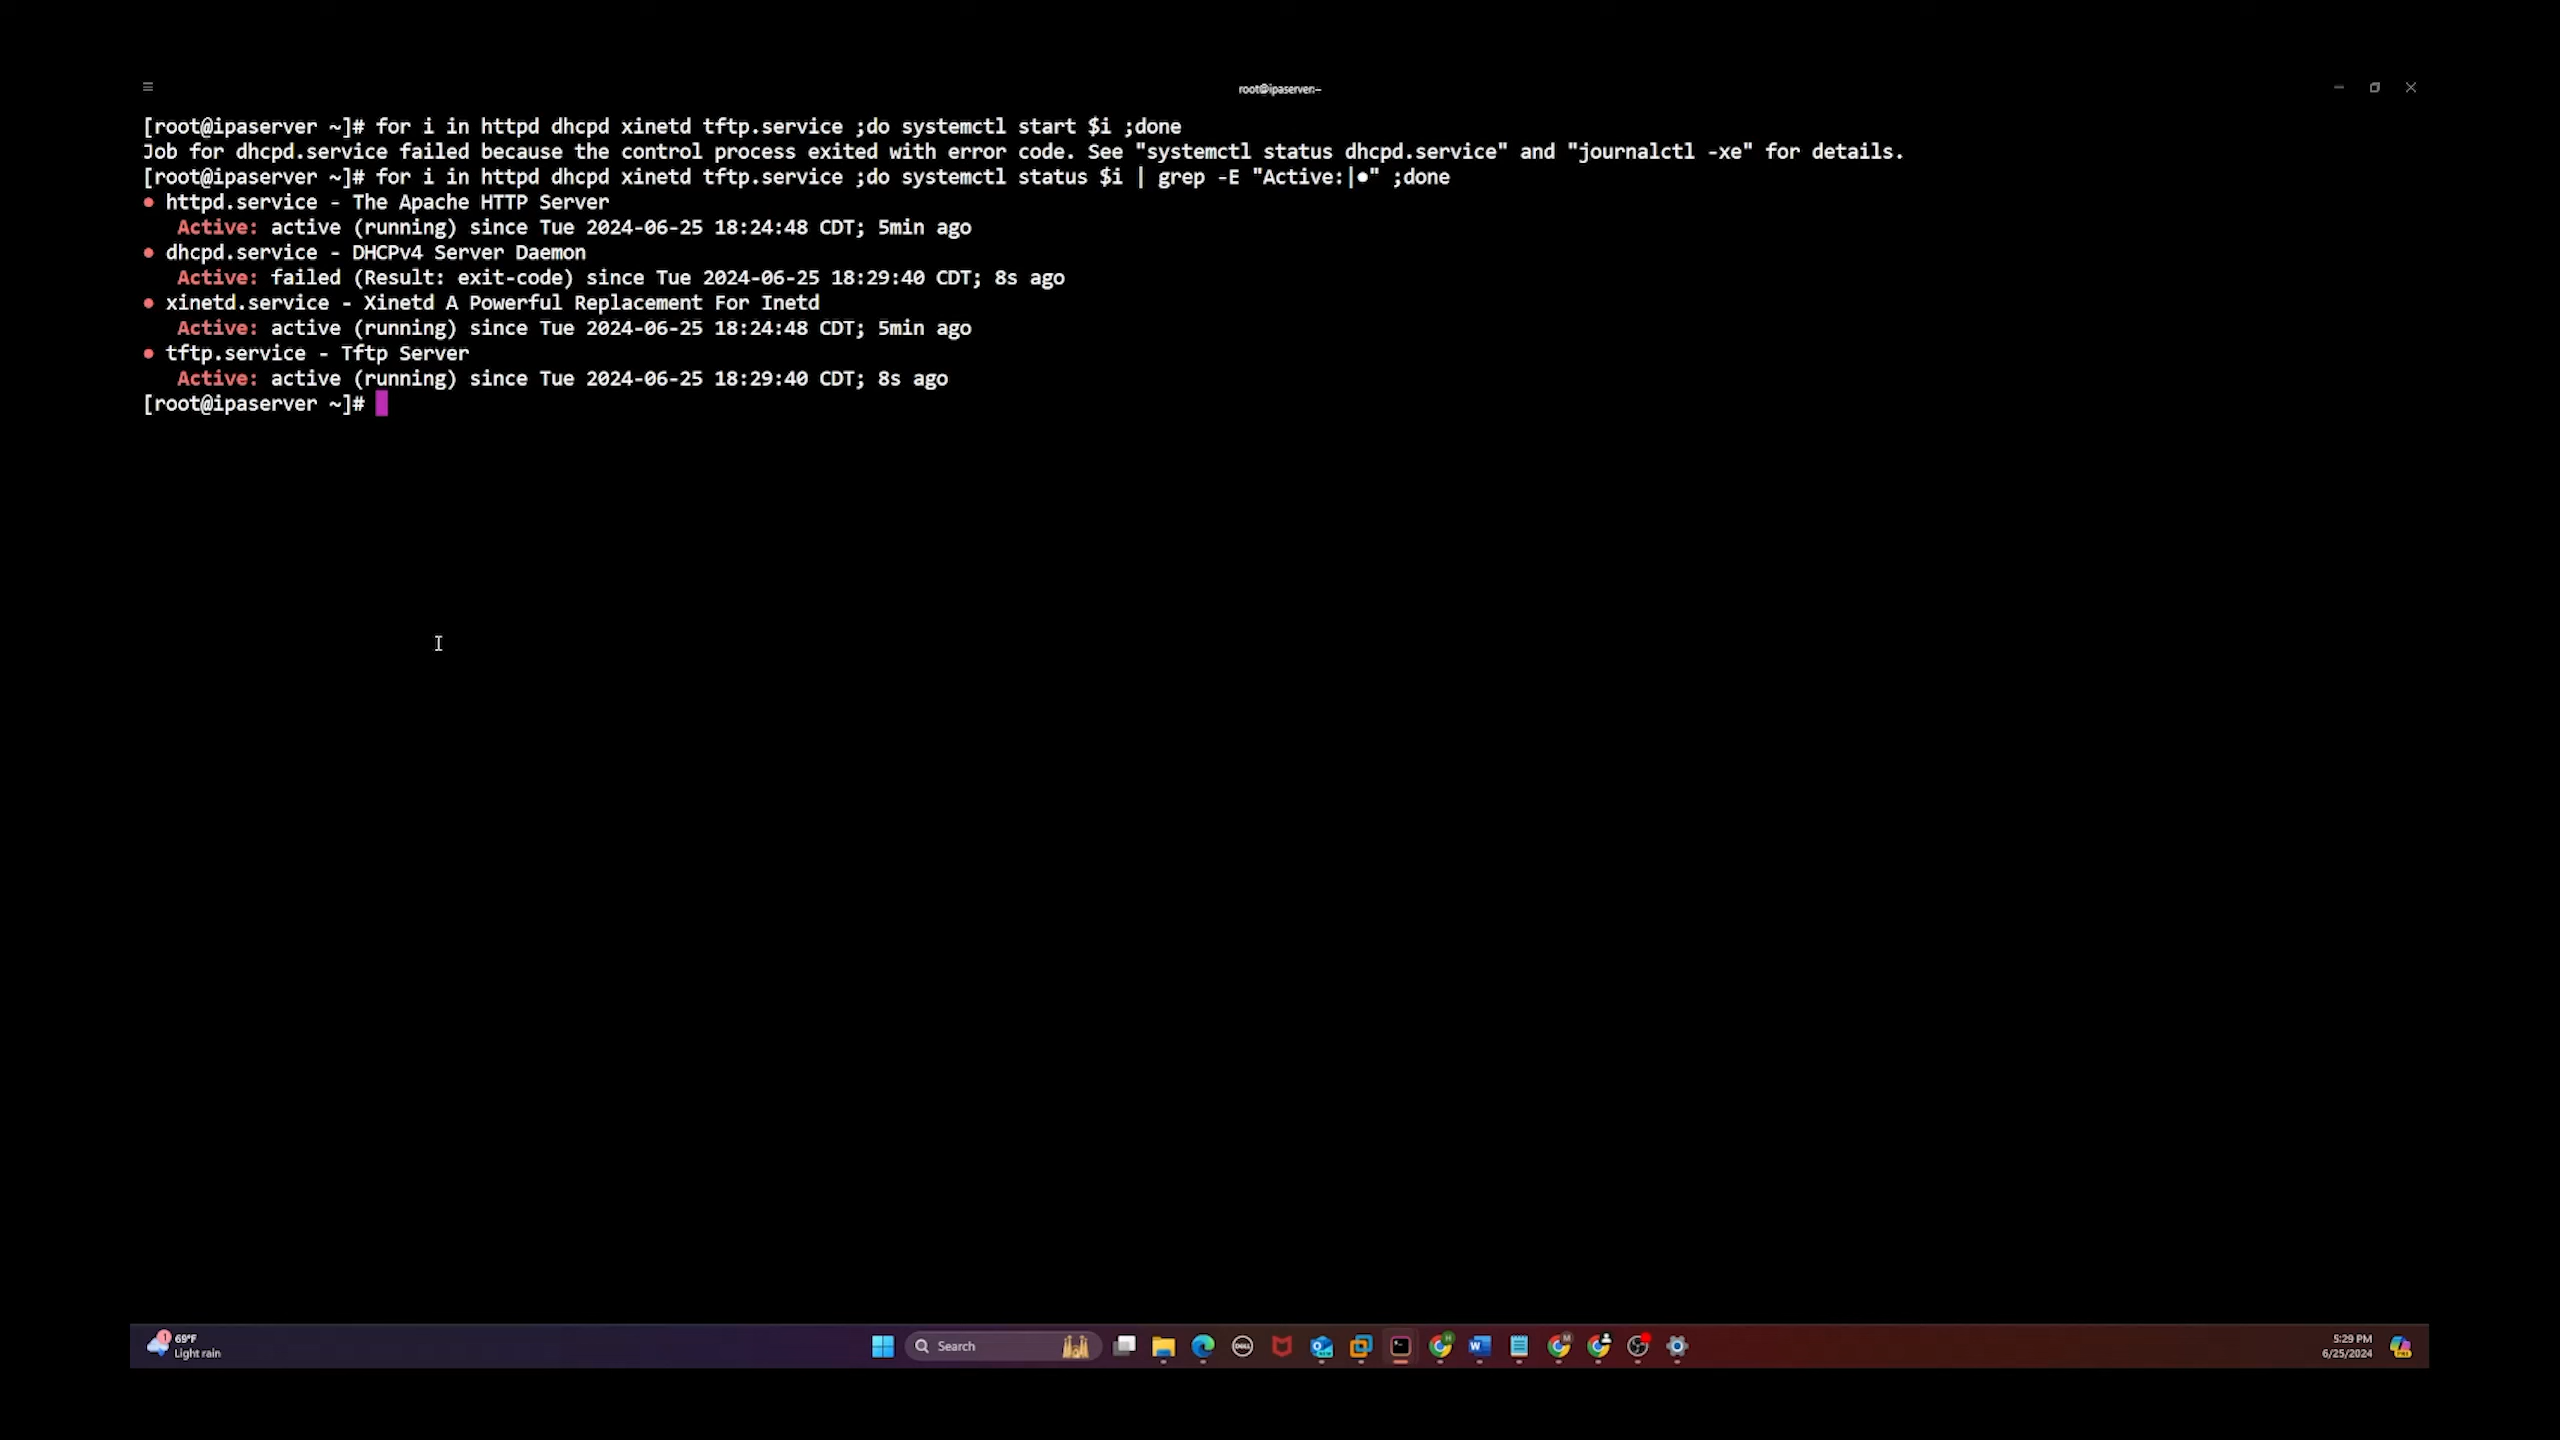 root@ipaserver:~
[root@ipaserver ~]# for i in httpd dhcpd xinetd tftp.service ;do systemctl start $i ;done
Job for dhcpd.service failed because the control process exited with error code. See "systemctl status dhcpd.service" and "journalctl -xe" for details.
[root@ipaserver ~]# for i in httpd dhcpd xinetd tftp.service ;do systemctl status $i | grep -E "Active:|●" ;done
● httpd.service - The Apache HTTP Server
Active: active (running) since Tue 2024-06-25 18:24:48 CDT; 5min ago
● dhcpd.service - DHCPv4 Server Daemon
Active: failed (Result: exit-code) since Tue 2024-06-25 18:29:40 CDT; 8s ago
● xinetd.service - Xinetd A Powerful Replacement For Inetd
Active: active (running) since Tue 2024-06-25 18:24:48 CDT; 5min ago
● tftp.service - Tftp Server
Active: active (running) since Tue 2024-06-25 18:29:40 CDT; 8s ago
[root@ipaserver ~]#
1
69°F
Light rain
Search
DELL
5:29 PM
6/25/2024